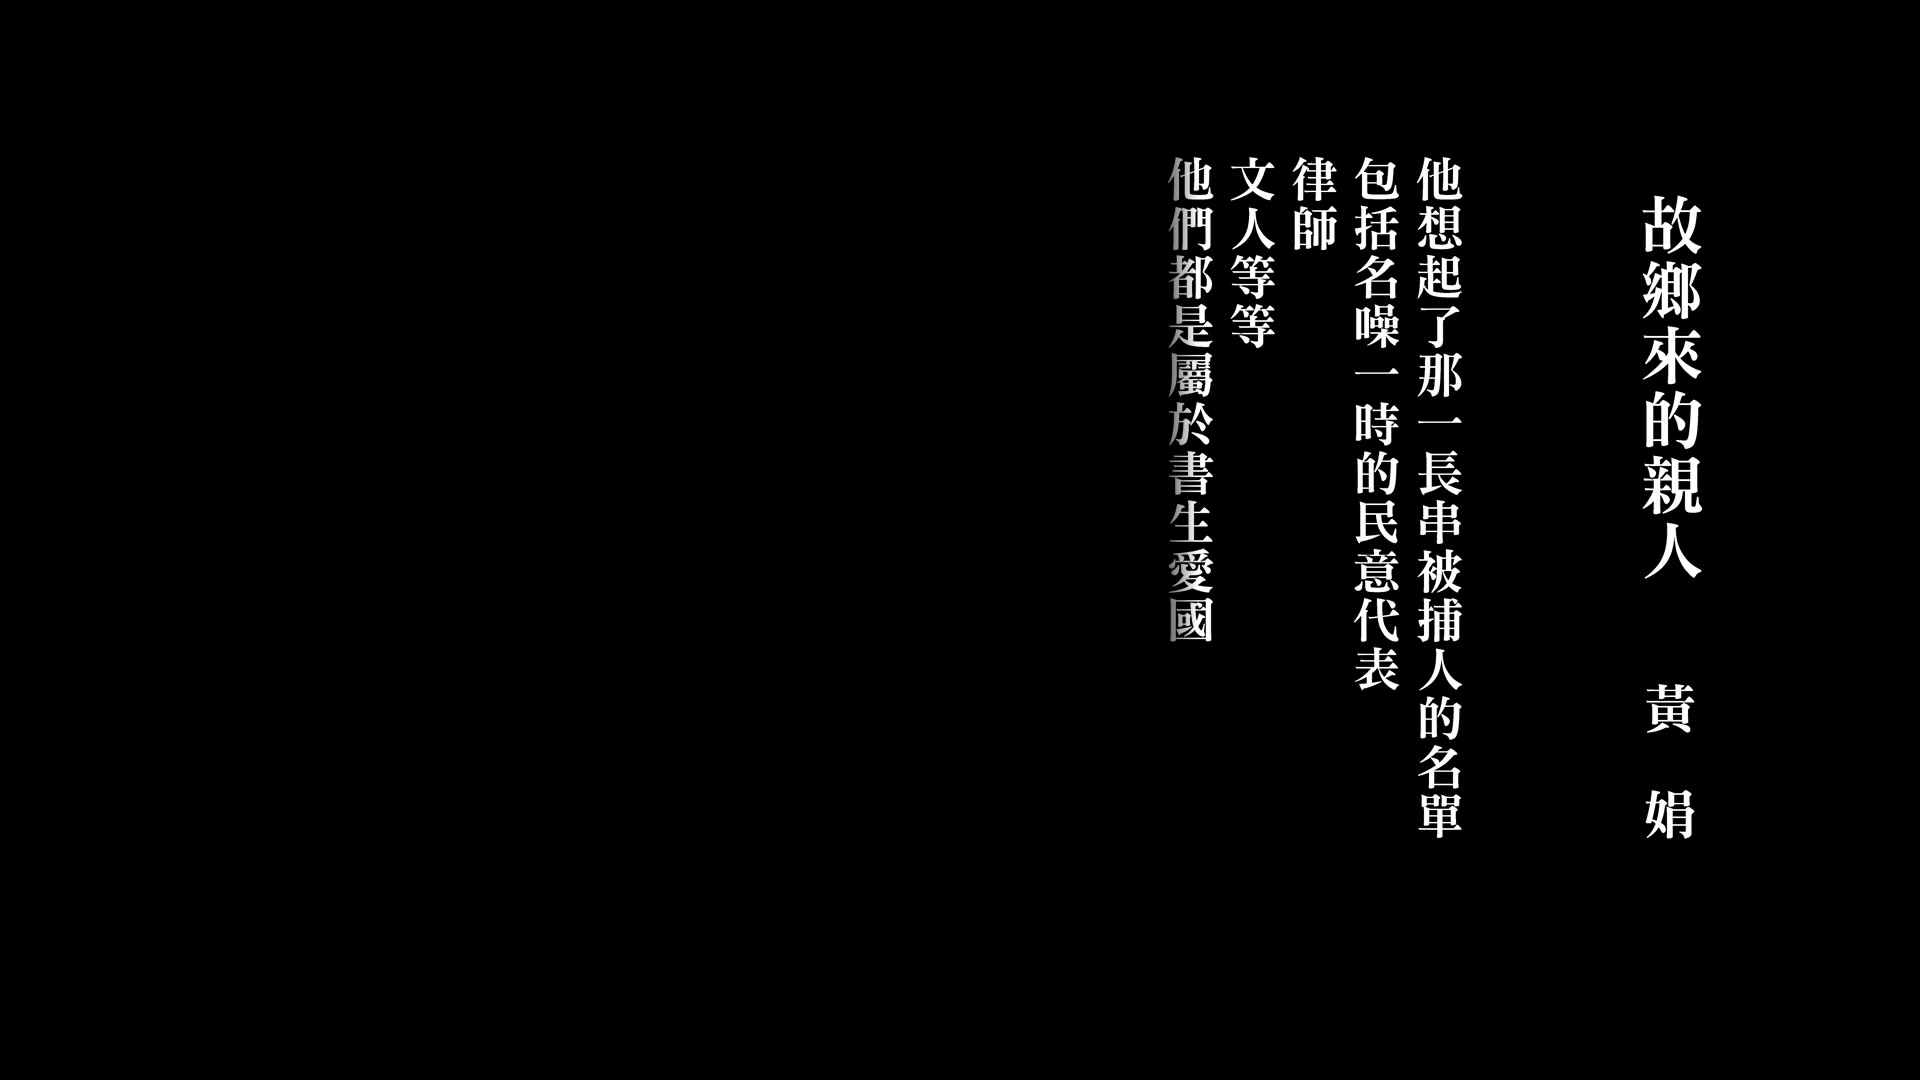 故鄉來的親人 黃 娟
他想起了那一長串被捕人的名單
包括名噪一時的民意代表
律師
文人等等
他們都是屬於書生愛國